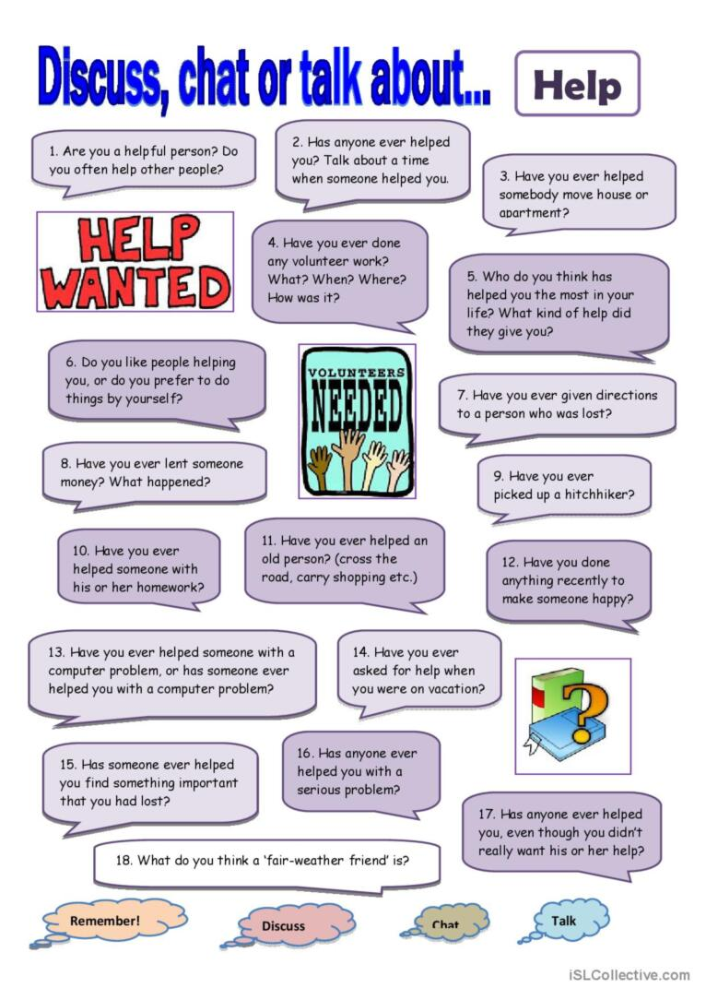 Discuss, chat or talk about...
Help
1. Are you a helpful person? Do
you often help other people?
2. Has anyone ever helped
you? Talk about a time
when someone helped you.
3. Have you ever helped
somebody move house or
apartment?
HELP
WANTED
4. Have you ever done
any volunteer work?
What? When? Where?
How was it?
5. Who do you think has
helped you the most in your
life? What kind of help did
they give you?
6. Do you like people helping
you, or do you prefer to do
things by yourself?
VOLUNTEERS
NEEDED
7. Have you ever given directions
to a person who was lost?
8. Have you ever lent someone
money? What happened?
9. Have you ever
picked up a hitchhiker?
10. Have you ever
helped someone with
his or her homework?
11. Have you ever helped an
old person? (cross the
road, carry shopping etc.)
12. Have you done
anything recently to
make someone happy?
13. Have you ever helped someone with a
computer problem, or has someone ever
helped you with a computer problem?
14. Have you ever
asked for help when
you were on vacation?
?
15. Has someone ever helped
you find something important
that you had lost?
16. Has anyone ever
helped you with a
serious problem?
17. Has anyone ever helped
you, even though you didn't
really want his or her help?
18. What do you think a 'fair-weather friend' is?
Remember!
Discuss
Chat
Talk
iSLCollective.com